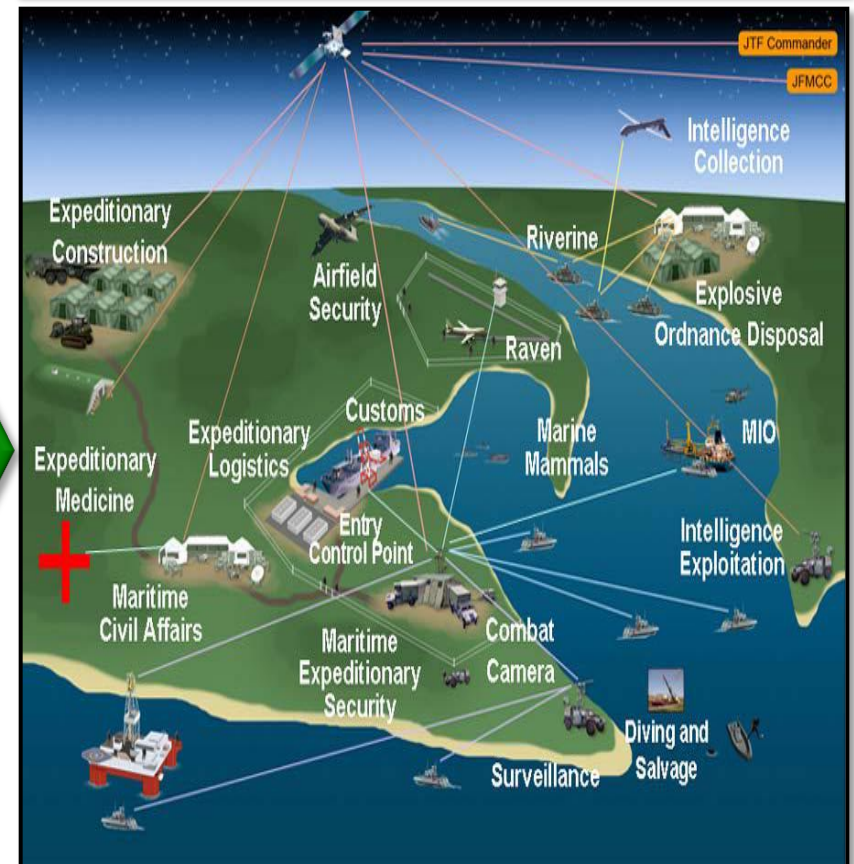 JTF Commander
JFMCC
Intelligence
Collection
Expeditionary
Construction
Riverine
Airfield
Security
Explosive
Ordnance Disposal
Raven
Customs
Expeditionary
Logistics
Marine
Mammals
MIO
Expeditionary
Medicine
Entry
Control Point
Intelligence
Exploitation
Maritime
Civil Affairs
Maritime
Expeditionary
Security
Combat
Camera
Diving and
Salvage
Surveillance